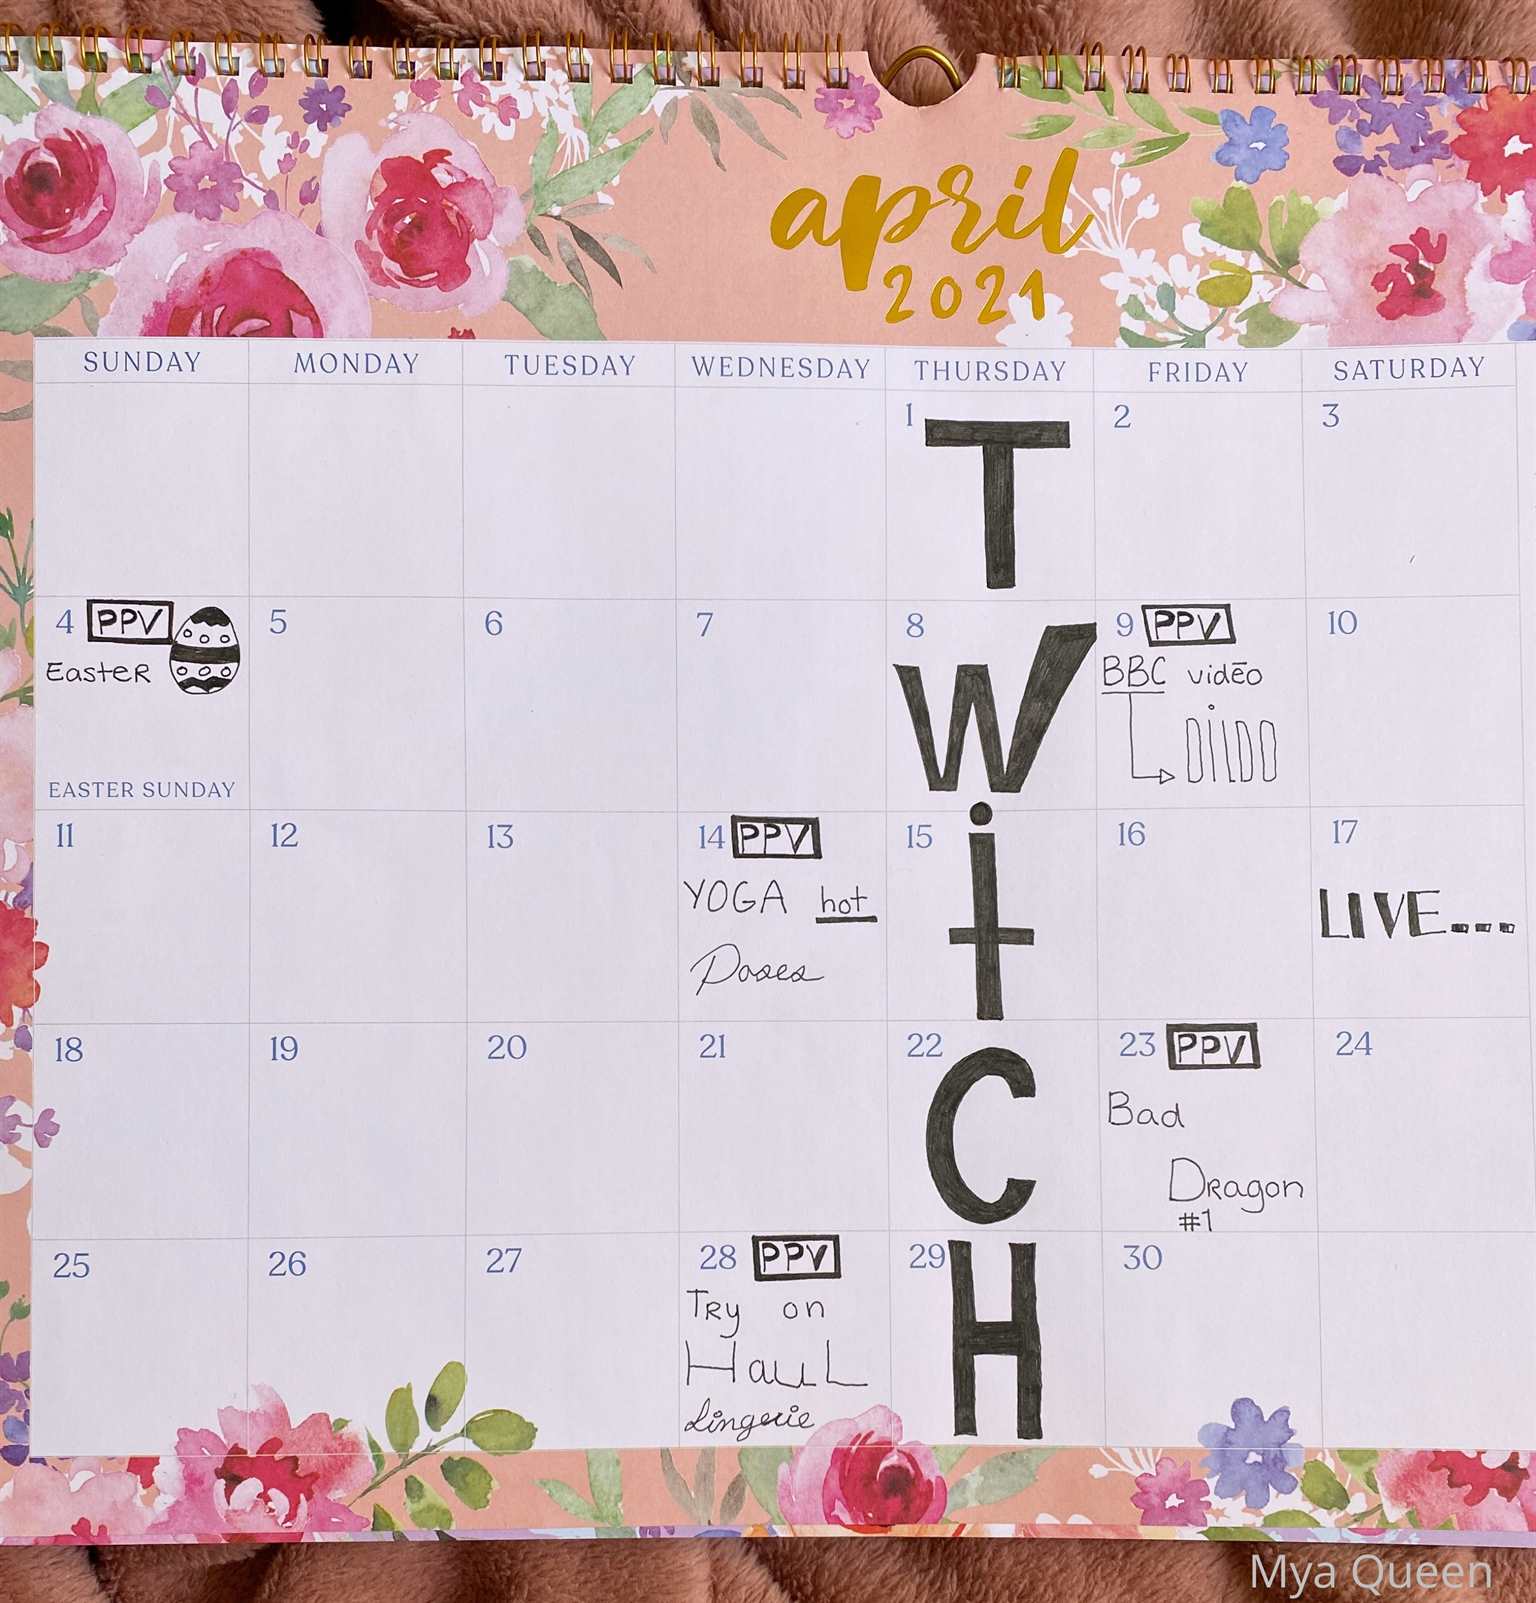 april
2021
SUNDAY MONDAY TUESDAY WEDNESDAY THURSDAY FRIDAY SATURDAY
1 T 2 3
4 PPV 5 6 7 8 W 9 PPV 10
Easter
BBC vidēo
DiLDO
EASTER SUNDAY
11 12 13 14 PPV 15 i 16 17
YOGA hot
Poses
LIVE...
t
18 19 20 21 22 C 23 PPV 24
Bad
Dragon
#1
25 26 27 28 PPV 29 H 30
Try on
Haul
Lingerie
Mya Queen